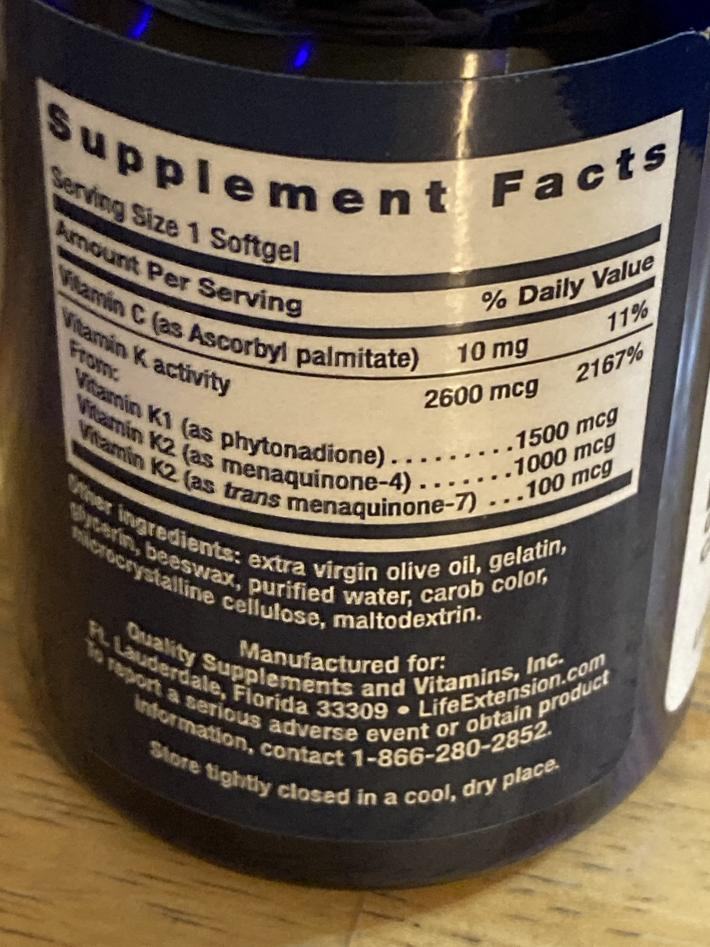 Supplement Facts
Serving Size 1 Softgel
Amount Per Serving % Daily Value
Vitamin C (as Ascorbyl palmitate) 10 mg 11%
Vitamin K activity 2600 mcg 2167%
From:
Vitamin K1 (as phytonadione).........1500 mcg
Vitamin K2 (as menaquinone-4).......1000 mcg
Vitamin K2 (as trans menaquinone-7) ...100 mcg
Other ingredients: extra virgin olive oil, gelatin,
glycerin, beeswax, purified water, carob color,
microcrystalline cellulose, maltodextrin.
Manufactured for:
Quality Supplements and Vitamins, Inc.
Ft. Lauderdale, Florida 33309 • LifeExtension.com
To report a serious adverse event or obtain product
information, contact 1-866-280-2852.
Store tightly closed in a cool, dry place.